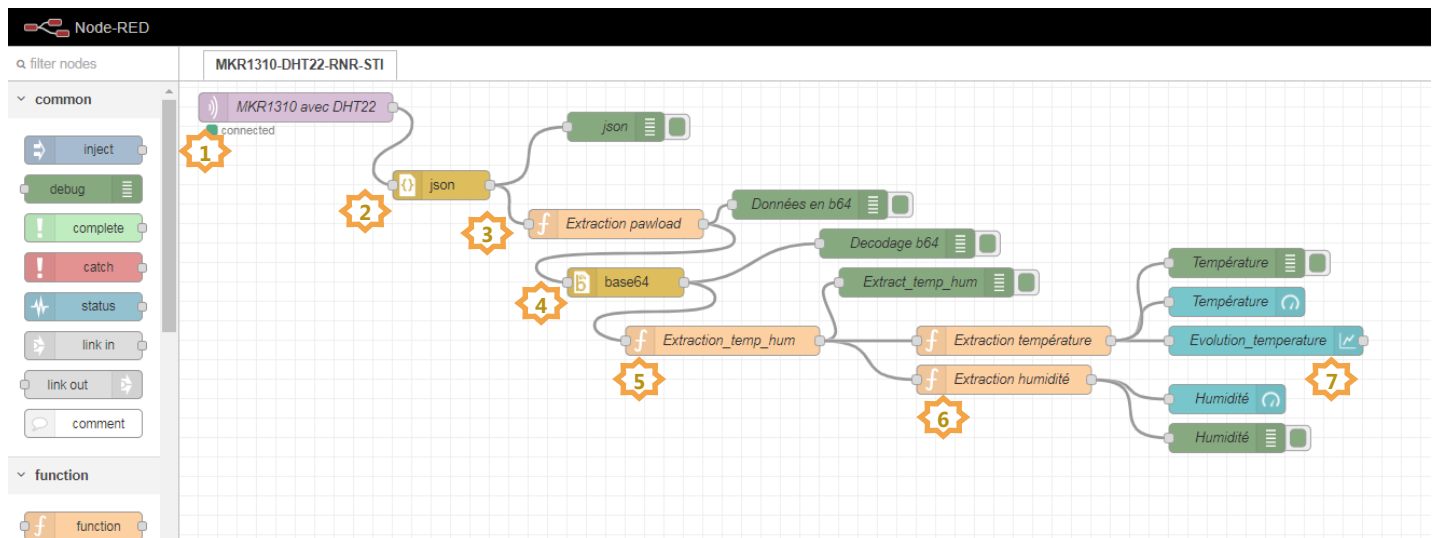 Node-RED
filter nodes
MKR1310-DHT22-RNR-STI
common
inject
debug
complete
catch
status
link in
link out
comment
function
function
MKR1310 avec DHT22
connected
1
json
2
json
3
Extraction pawload
Données en b64
Decodage b64
4
base64
Extract_temp_hum
5
Extraction_temp_hum
Extraction température
Extraction humidité
6
Température
Température
Evolution_temperature
7
Humidité
Humidité